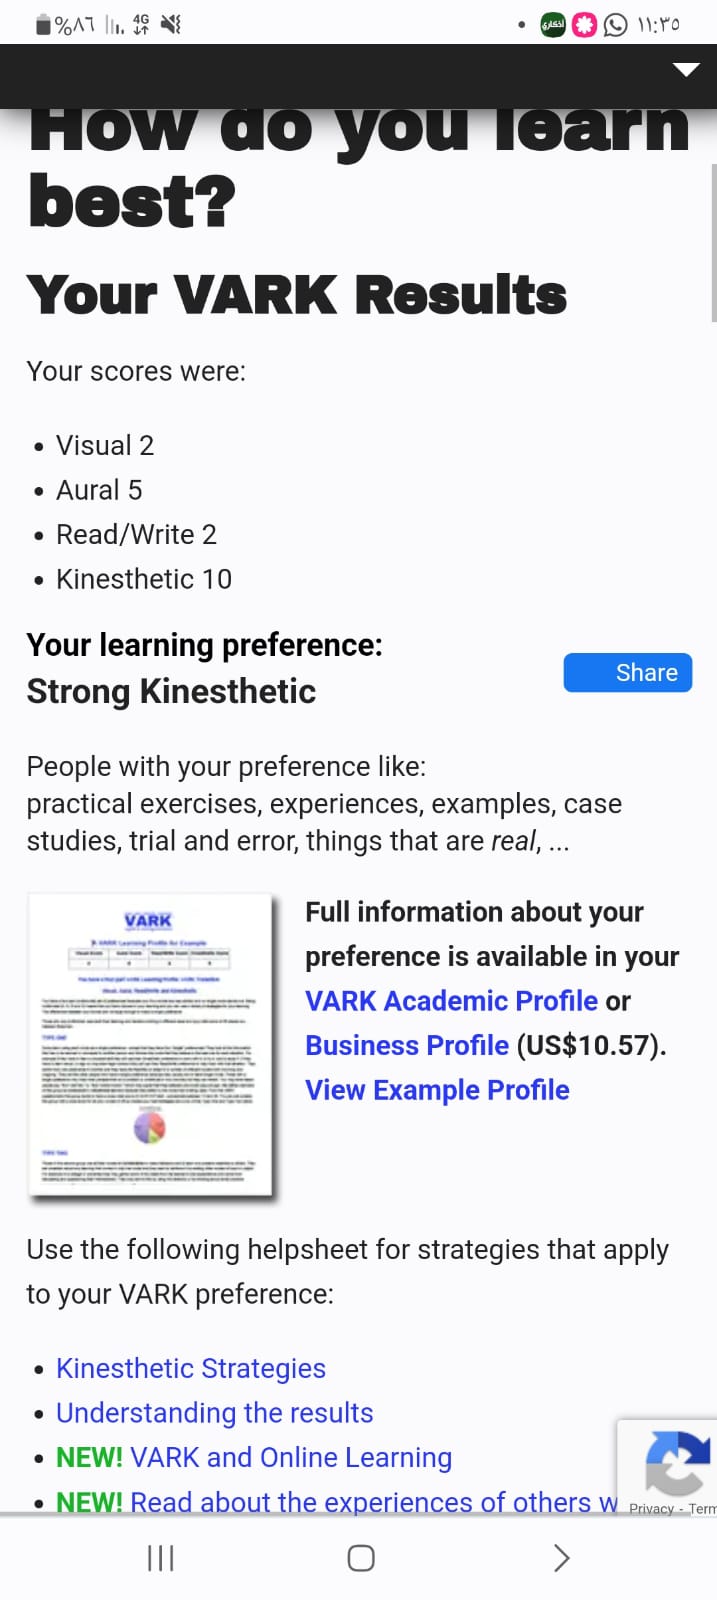 %٨٦ 4G أذكاري ١١:٣٥
How do you learn
best?
Your VARK Results
Your scores were:
• Visual 2
• Aural 5
• Read/Write 2
• Kinesthetic 10
Your learning preference:
Strong Kinesthetic
Share
People with your preference like:
practical exercises, experiences, examples, case
studies, trial and error, things that are real, ...
VARK
Full information about your
preference is available in your
VARK Academic Profile or
Business Profile (US$10.57).
View Example Profile
Use the following helpsheet for strategies that apply
to your VARK preference:
• Kinesthetic Strategies
• Understanding the results
• NEW! VARK and Online Learning
• NEW! Read about the experiences of others w
Privacy - Term